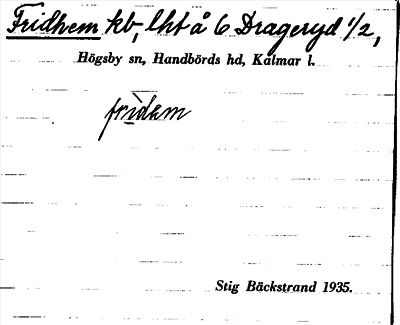 Fridhem kb, lht å 6 Drageryd 1/2,
Högsby sn, Handbörds hd, Kalmar l.
fridem
Stig Bäckstrand 1935.